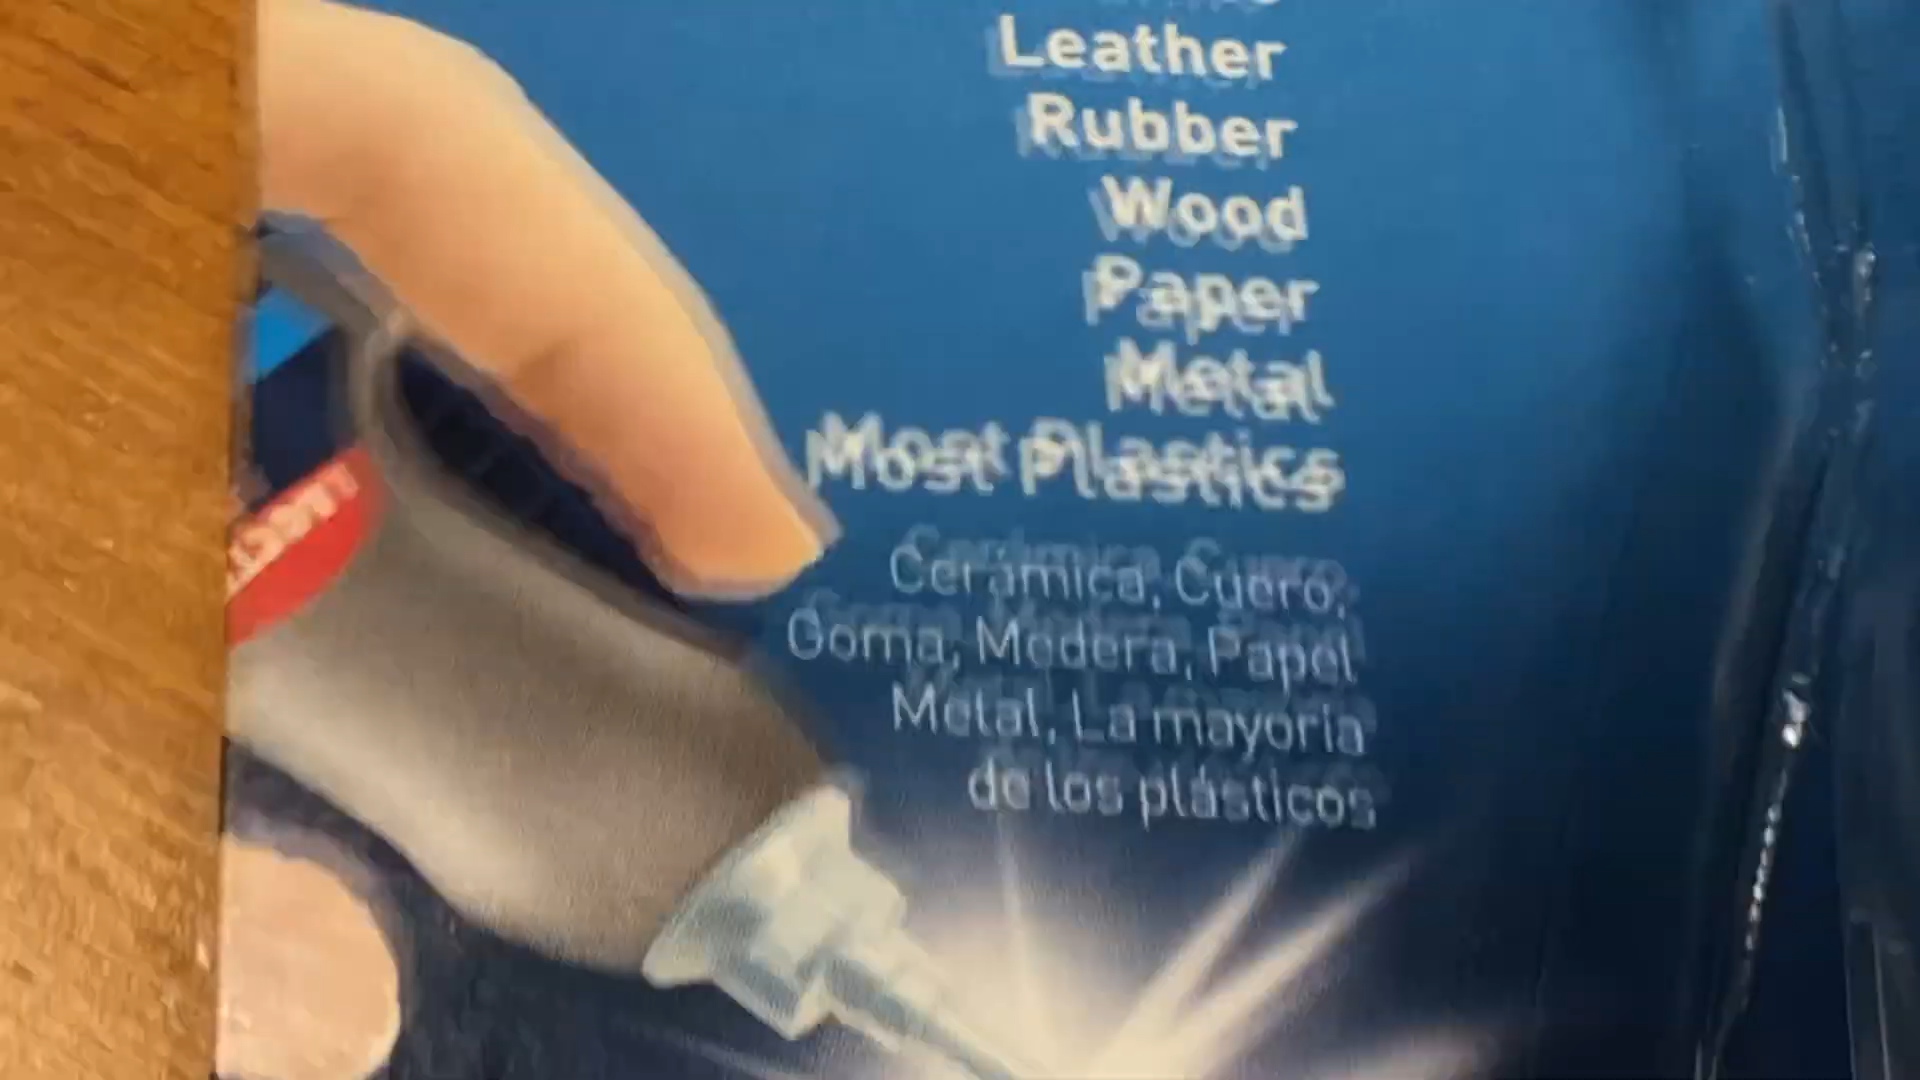 Leather
Rubber
Wood
Paper
Metal
Most Plastics
Cerámica, Cuero,
Goma, Madera, Papel
Metal, La mayoría
de los plásticos